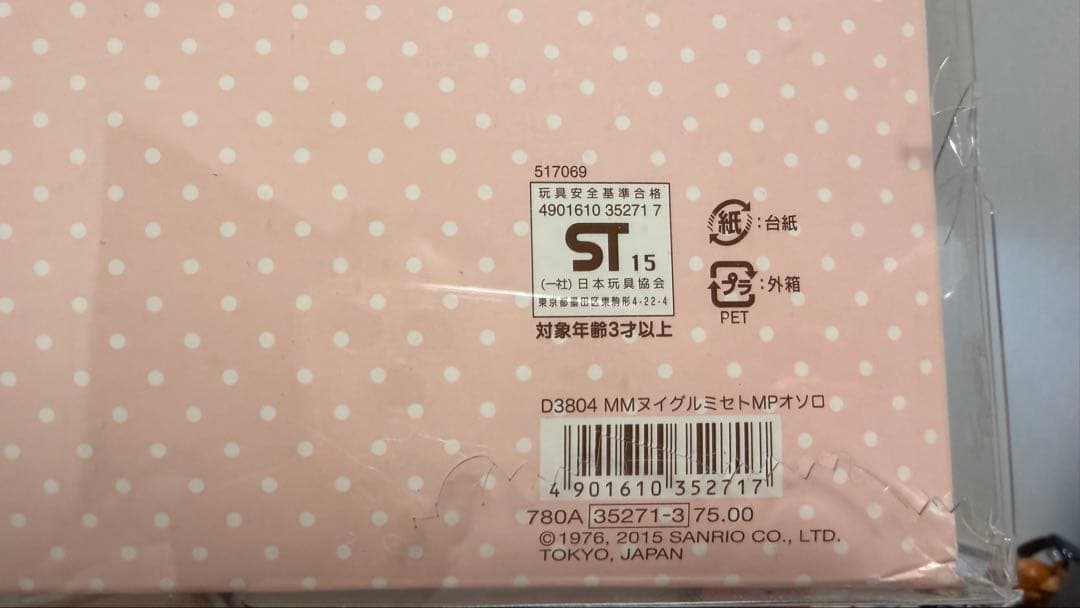 517069
玩具安全基準合格
4901610 35271 7
ST 15
(一社)日本玩具協会
東京都墨田区東駒形4-22-4
対象年齢3才以上
紙:台紙
プラ:外箱
PET
D3804 MMヌイグルミセトMPオソロ
4 901610 352717
780A 35271-3 75.00
©1976, 2015 SANRIO CO., LTD.
TOKYO, JAPAN